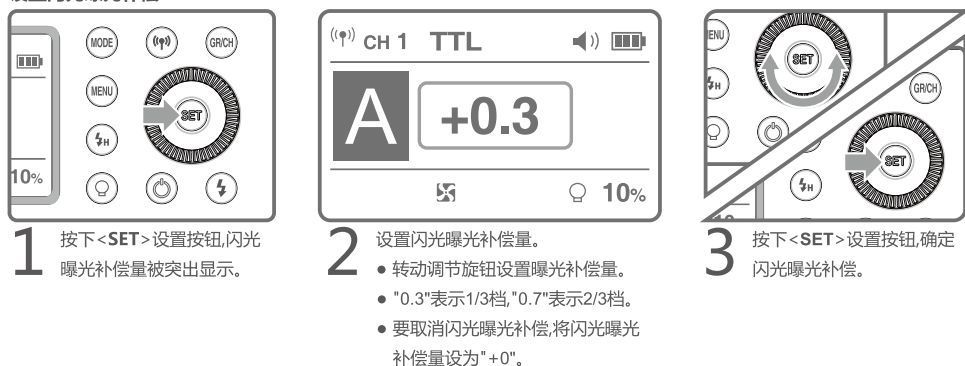 MODE
GR/CH
MENU
SET
H
10%
CH 1 TTL
A +0.3
10%
ENU
SET
H
GR/CH
SET
H
1 按下<SET>设置按钮,闪光
曝光补偿量被突出显示。
2 设置闪光曝光补偿量。
● 转动调节旋钮设置曝光补偿量。
● "0.3"表示1/3档,"0.7"表示2/3档。
● 要取消闪光曝光补偿,将闪光曝光
补偿量设为"+0"。
3 按下<SET>设置按钮,确定
闪光曝光补偿。